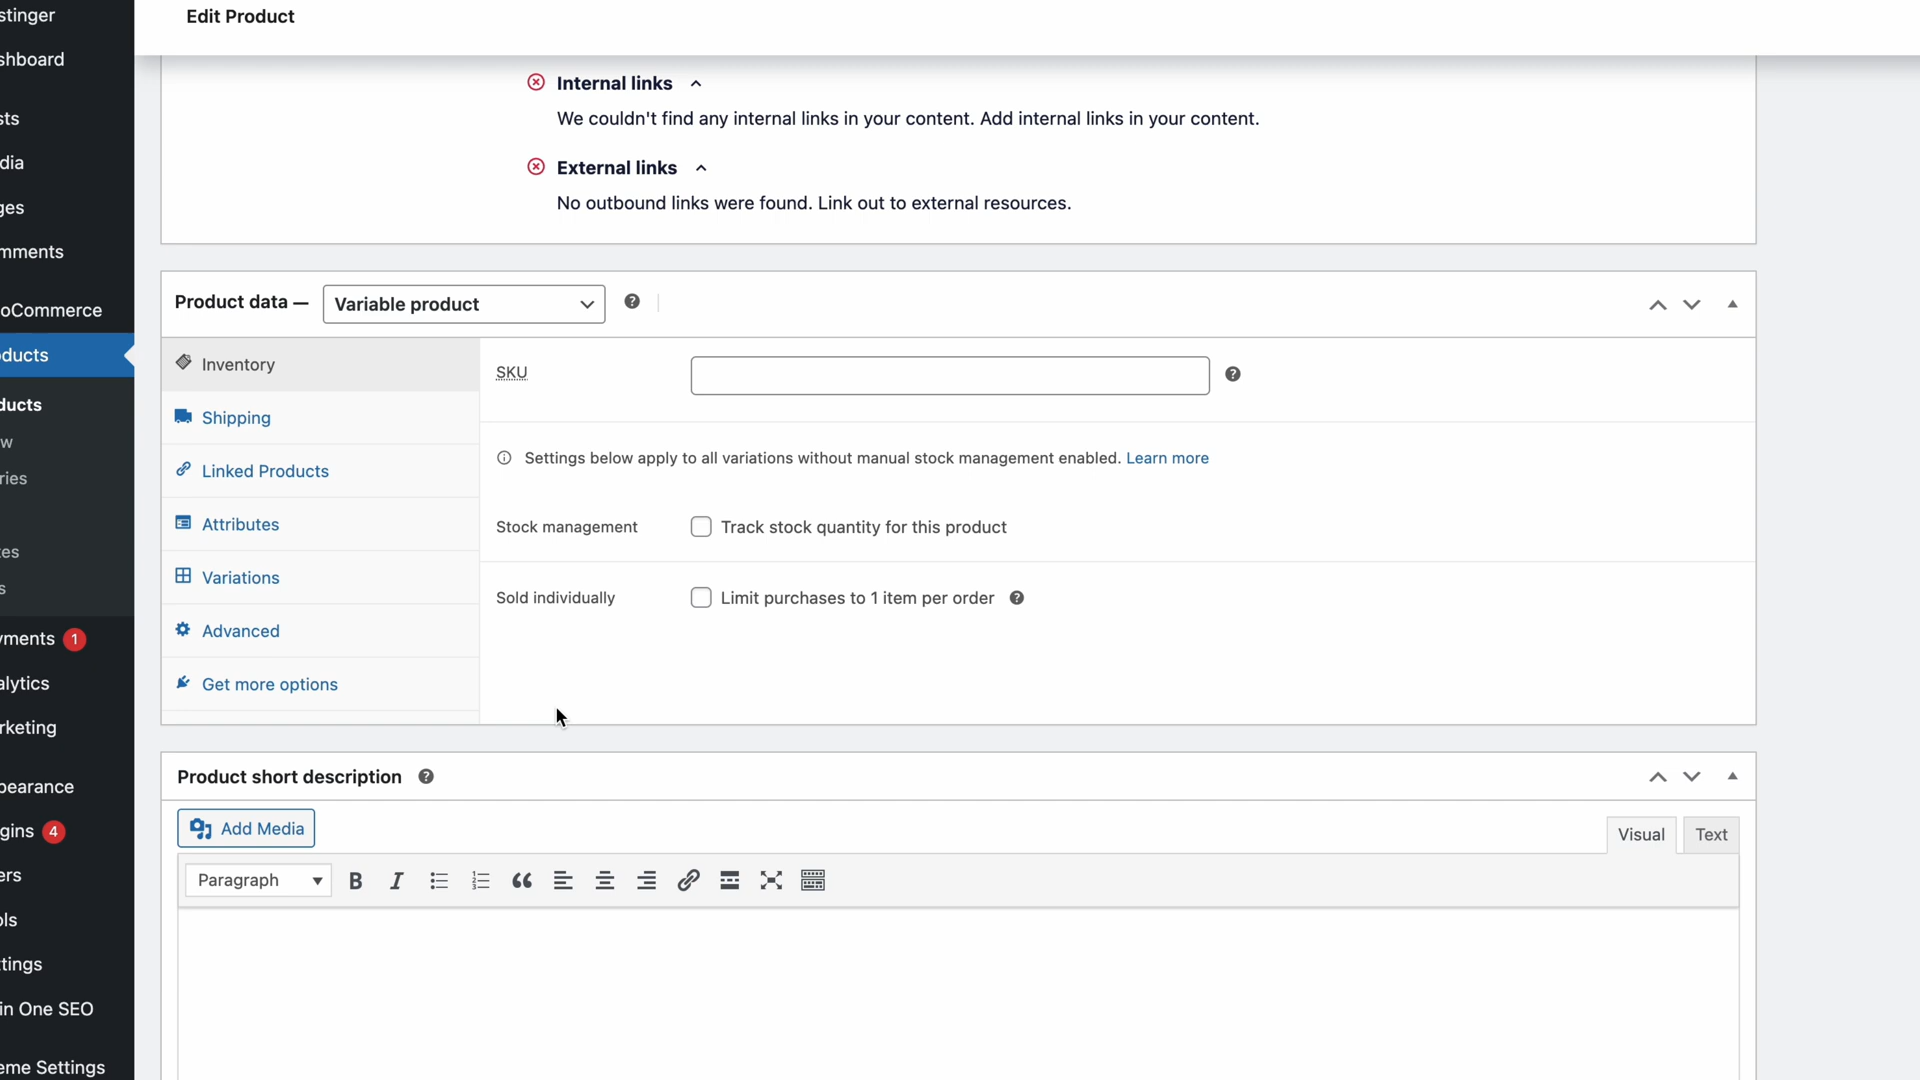 stinger
Edit Product
shboard
Internal links
sts
We couldn't find any internal links in your content. Add internal links in your content.
dia
External links
ges
No outbound links were found. Link out to external resources.
mments
oCommerce
Product data —
Variable product
ducts
Inventory
SKU
ducts
Shipping
w
Settings below apply to all variations without manual stock management enabled. Learn more
ries
Linked Products
Attributes
Stock management
Track stock quantity for this product
tes
Variations
s
Sold individually
Limit purchases to 1 item per order
Advanced
yments 1
alytics
Get more options
rketing
Product short description
pearance
Add Media
Visual
Text
gins 4
Paragraph
ers
ols
tings
in One SEO
eme Settings